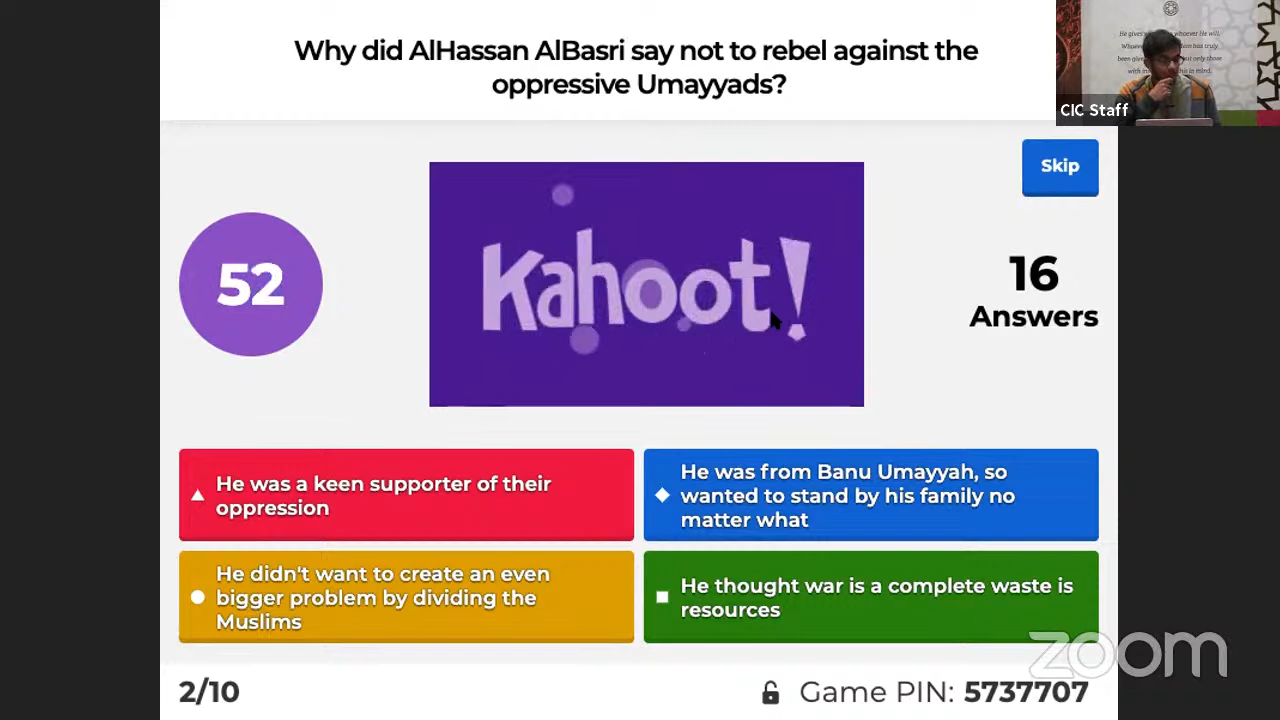 Why did AlHassan AlBasri say not to rebel against the
oppressive Umayyads?
CIC Staff
Skip
52
Kahoot!
16
Answers
He was a keen supporter of their
oppression
He was from Banu Umayyah, so
wanted to stand by his family no
matter what
He didn't want to create an even
bigger problem by dividing the
Muslims
He thought war is a complete waste is
resources
zoom
2/10
Game PIN: 5737707